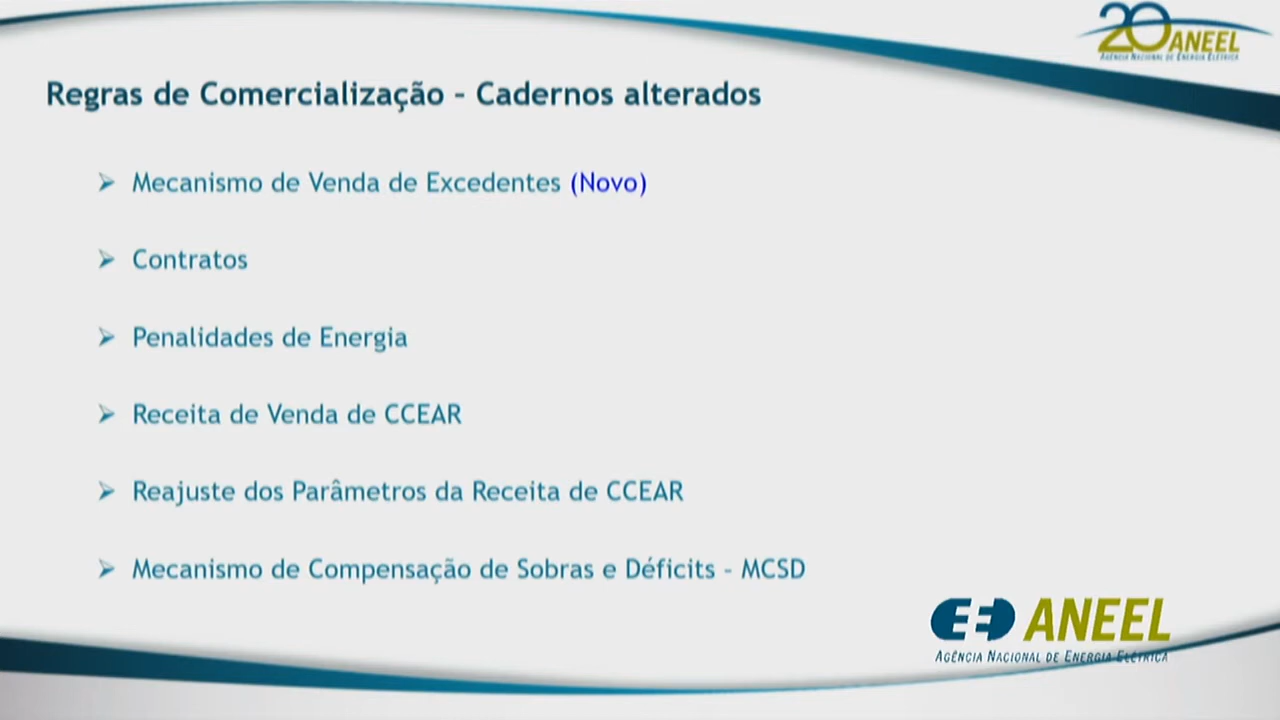 20 ANEEL
AGÊNCIA NACIONAL DE ENERGIA ELÉTRICA
Regras de Comercialização – Cadernos alterados
Mecanismo de Venda de Excedentes (Novo)
Contratos
Penalidades de Energia
Receita de Venda de CCEAR
Reajuste dos Parâmetros da Receita de CCEAR
Mecanismo de Compensação de Sobras e Déficits – MCSD
ANEEL
AGÊNCIA NACIONAL DE ENERGIA ELÉTRICA